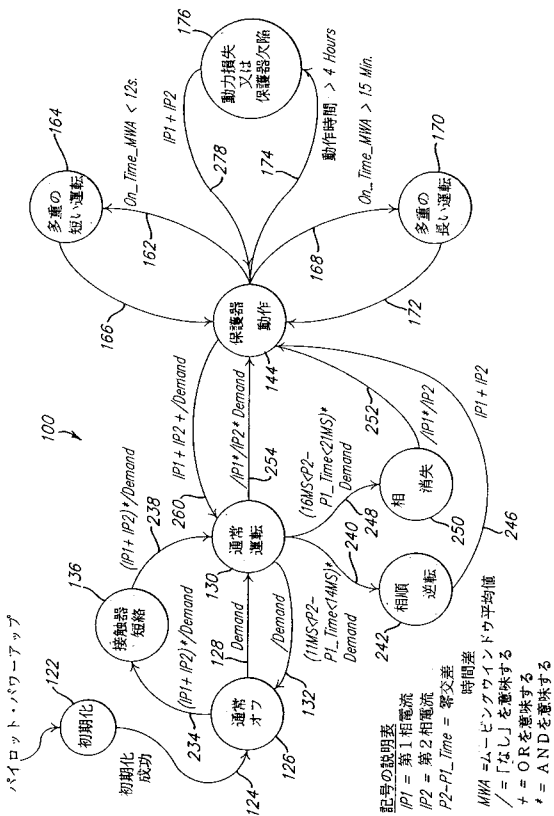 パイロット・パワーアップ
122
初期化
初期化
成功
124
通常
オフ
126
234
(IP1+IP2)*/Demand
136
接触器
短絡
(IP1+IP2)*/Demand
238
100
128
Demand
/Demand
132
通常
運転
130
260
IP1+IP2+/Demand
/IP1*/IP2*Demand
254
(11MS<P2-
P1_Time<14MS)*
Demand
240
(16MS<P2-
P1_Time<21MS)*
Demand
248
相順
逆転
242
相
消失
250
/IP1*/IP2
252
IP1+IP2
246
保護器
動作
144
166
162
On_Time_MWA < 12s.
多重の
短い運転
164
IP1+IP2
278
174
動力損失
又は
保護器欠陥
176
動作時間 > 4 Hours
168
On_Time_MWA > 15 Min.
多重の
長い運転
170
172
記号の説明表
IP1 = 第1相電流
IP2 = 第2相電流
P2-P1_Time = 零交差
時間差
MWA =ムービングウインドウ平均値
/ =「なし」を意味する
+ = ORを意味する
* = ANDを意味する